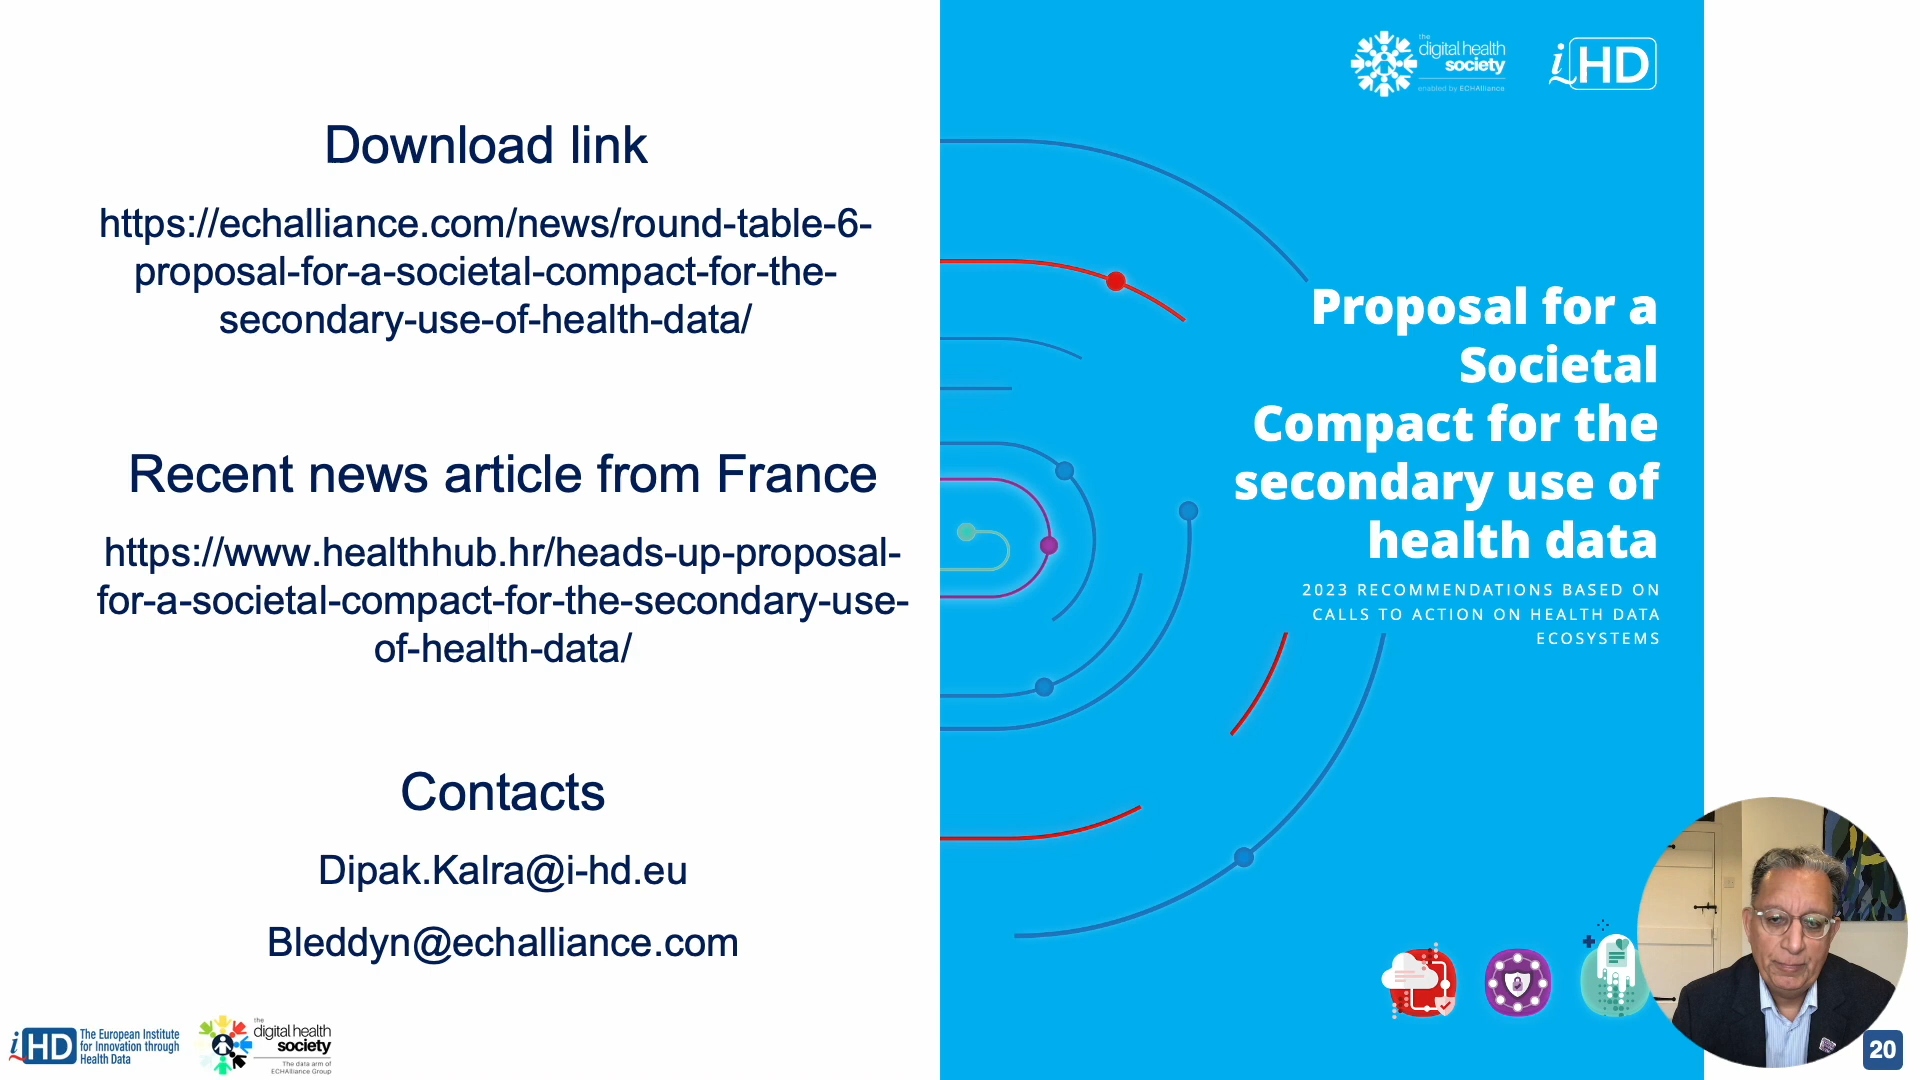 Download link
https://echalliance.com/news/round-table-6-
proposal-for-a-societal-compact-for-the-
secondary-use-of-health-data/
Recent news article from France
https://www.healthhub.hr/heads-up-proposal-
for-a-societal-compact-for-the-secondary-use-
of-health-data/
Contacts
Dipak.Kalra@i-hd.eu
Bleddyn@echalliance.com
iHD
The European Institute
for Innovation through
Health Data
the
digital health
society
The data arm of
ECHAlliance Group
the
digital health
society
enabled by ECHAlliance
iHD
Proposal for a
Societal
Compact for the
secondary use of
health data
2023 RECOMMENDATIONS BASED ON
CALLS TO ACTION ON HEALTH DATA
ECOSYSTEMS
20